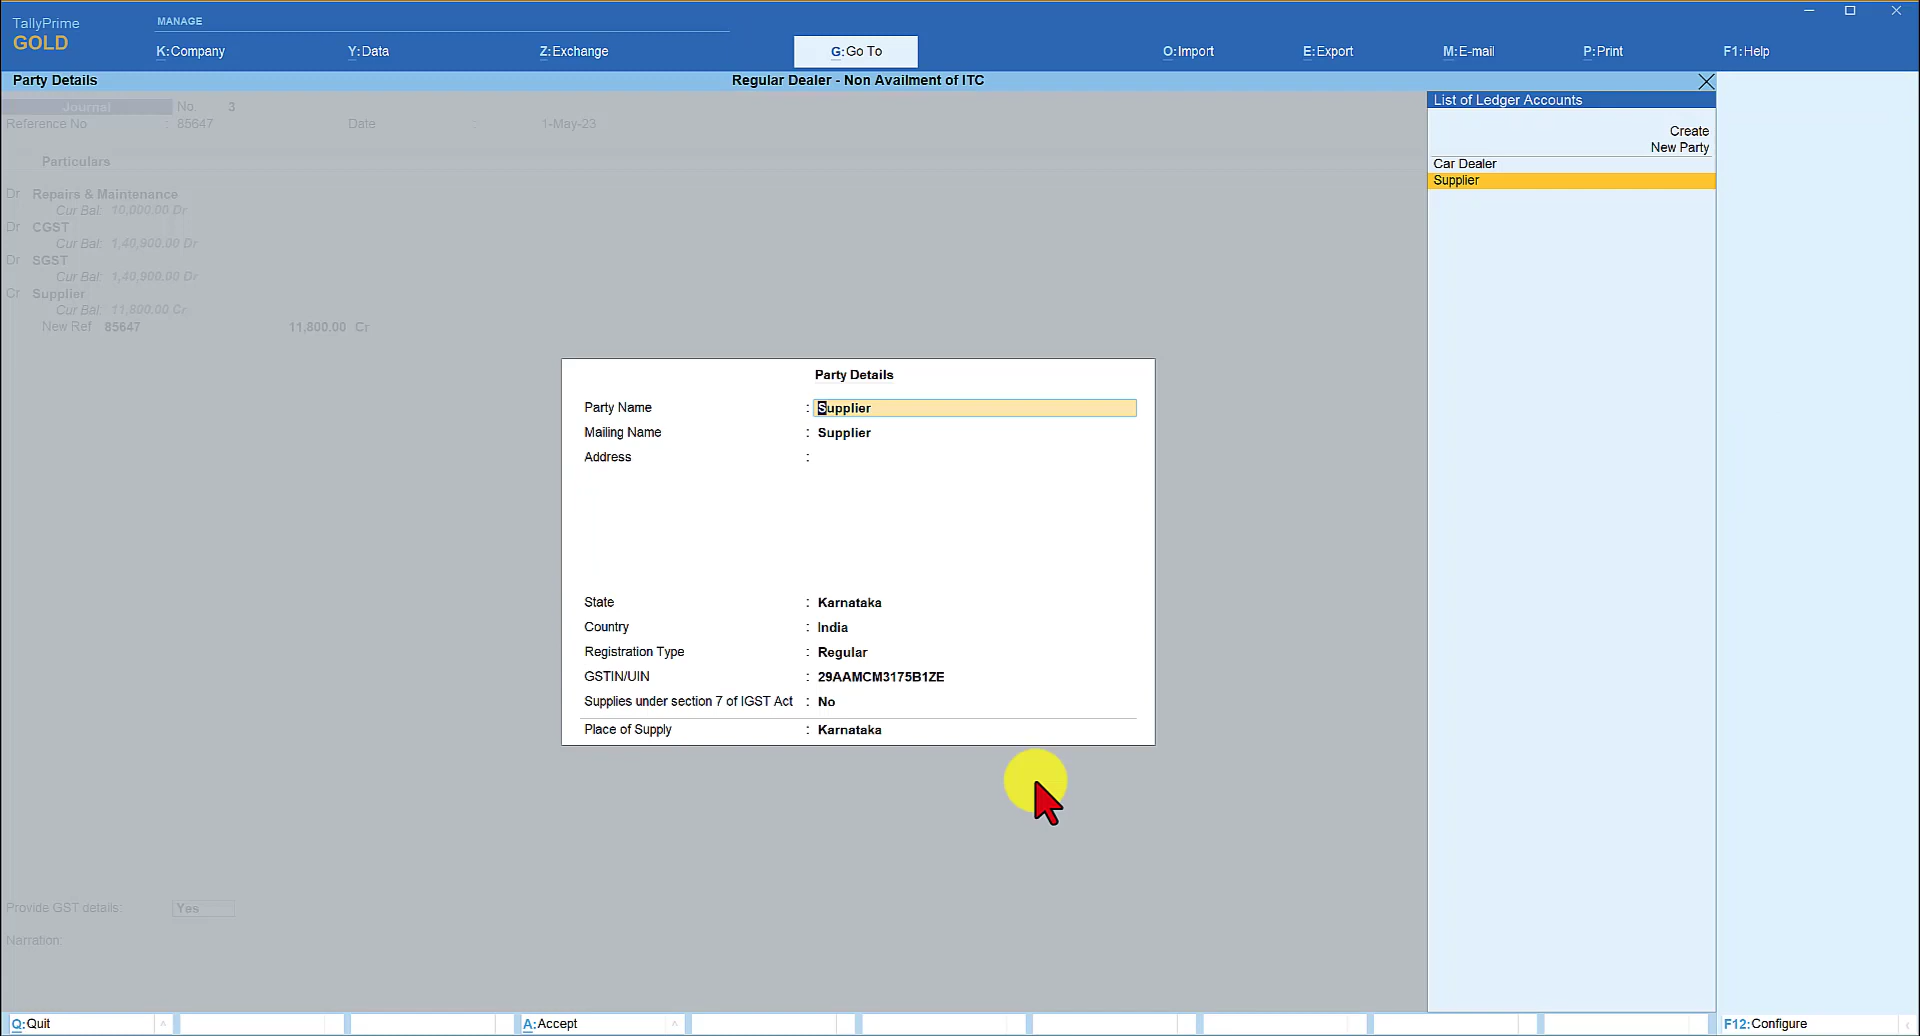 TallyPrime
GOLD
MANAGE
K:Company
Y:Data
Z:Exchange
G:Go To
O:Import
E:Export
M:E-mail
P:Print
F1:Help
Party Details
Regular Dealer - Non Availment of ITC
Journal No. 3
Reference No. : 85647 Date : 1-May-23
Particulars
Dr Repairs & Maintenance
Cur Bal: 10,000.00 Dr
Dr CGST
Cur Bal: 1,40,900.00 Dr
Dr SGST
Cur Bal: 1,40,900.00 Dr
Cr Supplier
Cur Bal: 11,800.00 Cr
New Ref 85647 11,800.00 Cr
Party Details
Party Name : Supplier
Mailing Name : Supplier
Address :
State : Karnataka
Country : India
Registration Type : Regular
GSTIN/UIN : 29AAMCM3175B1ZE
Supplies under section 7 of IGST Act : No
Place of Supply : Karnataka
Provide GST details: Yes
Narration:
List of Ledger Accounts
Create
New Party
Car Dealer
Supplier
Q:Quit
A:Accept
F12:Configure